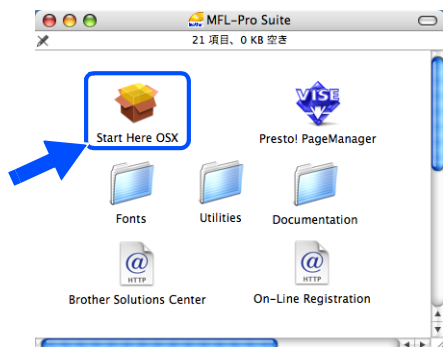 MFL-Pro Suite
21 項目、0 KB 空き
Start Here OSX
VISE
Presto! PageManager
Fonts
Utilities
Documentation
@
HTTP
@
HTTP
Brother Solutions Center
On-Line Registration